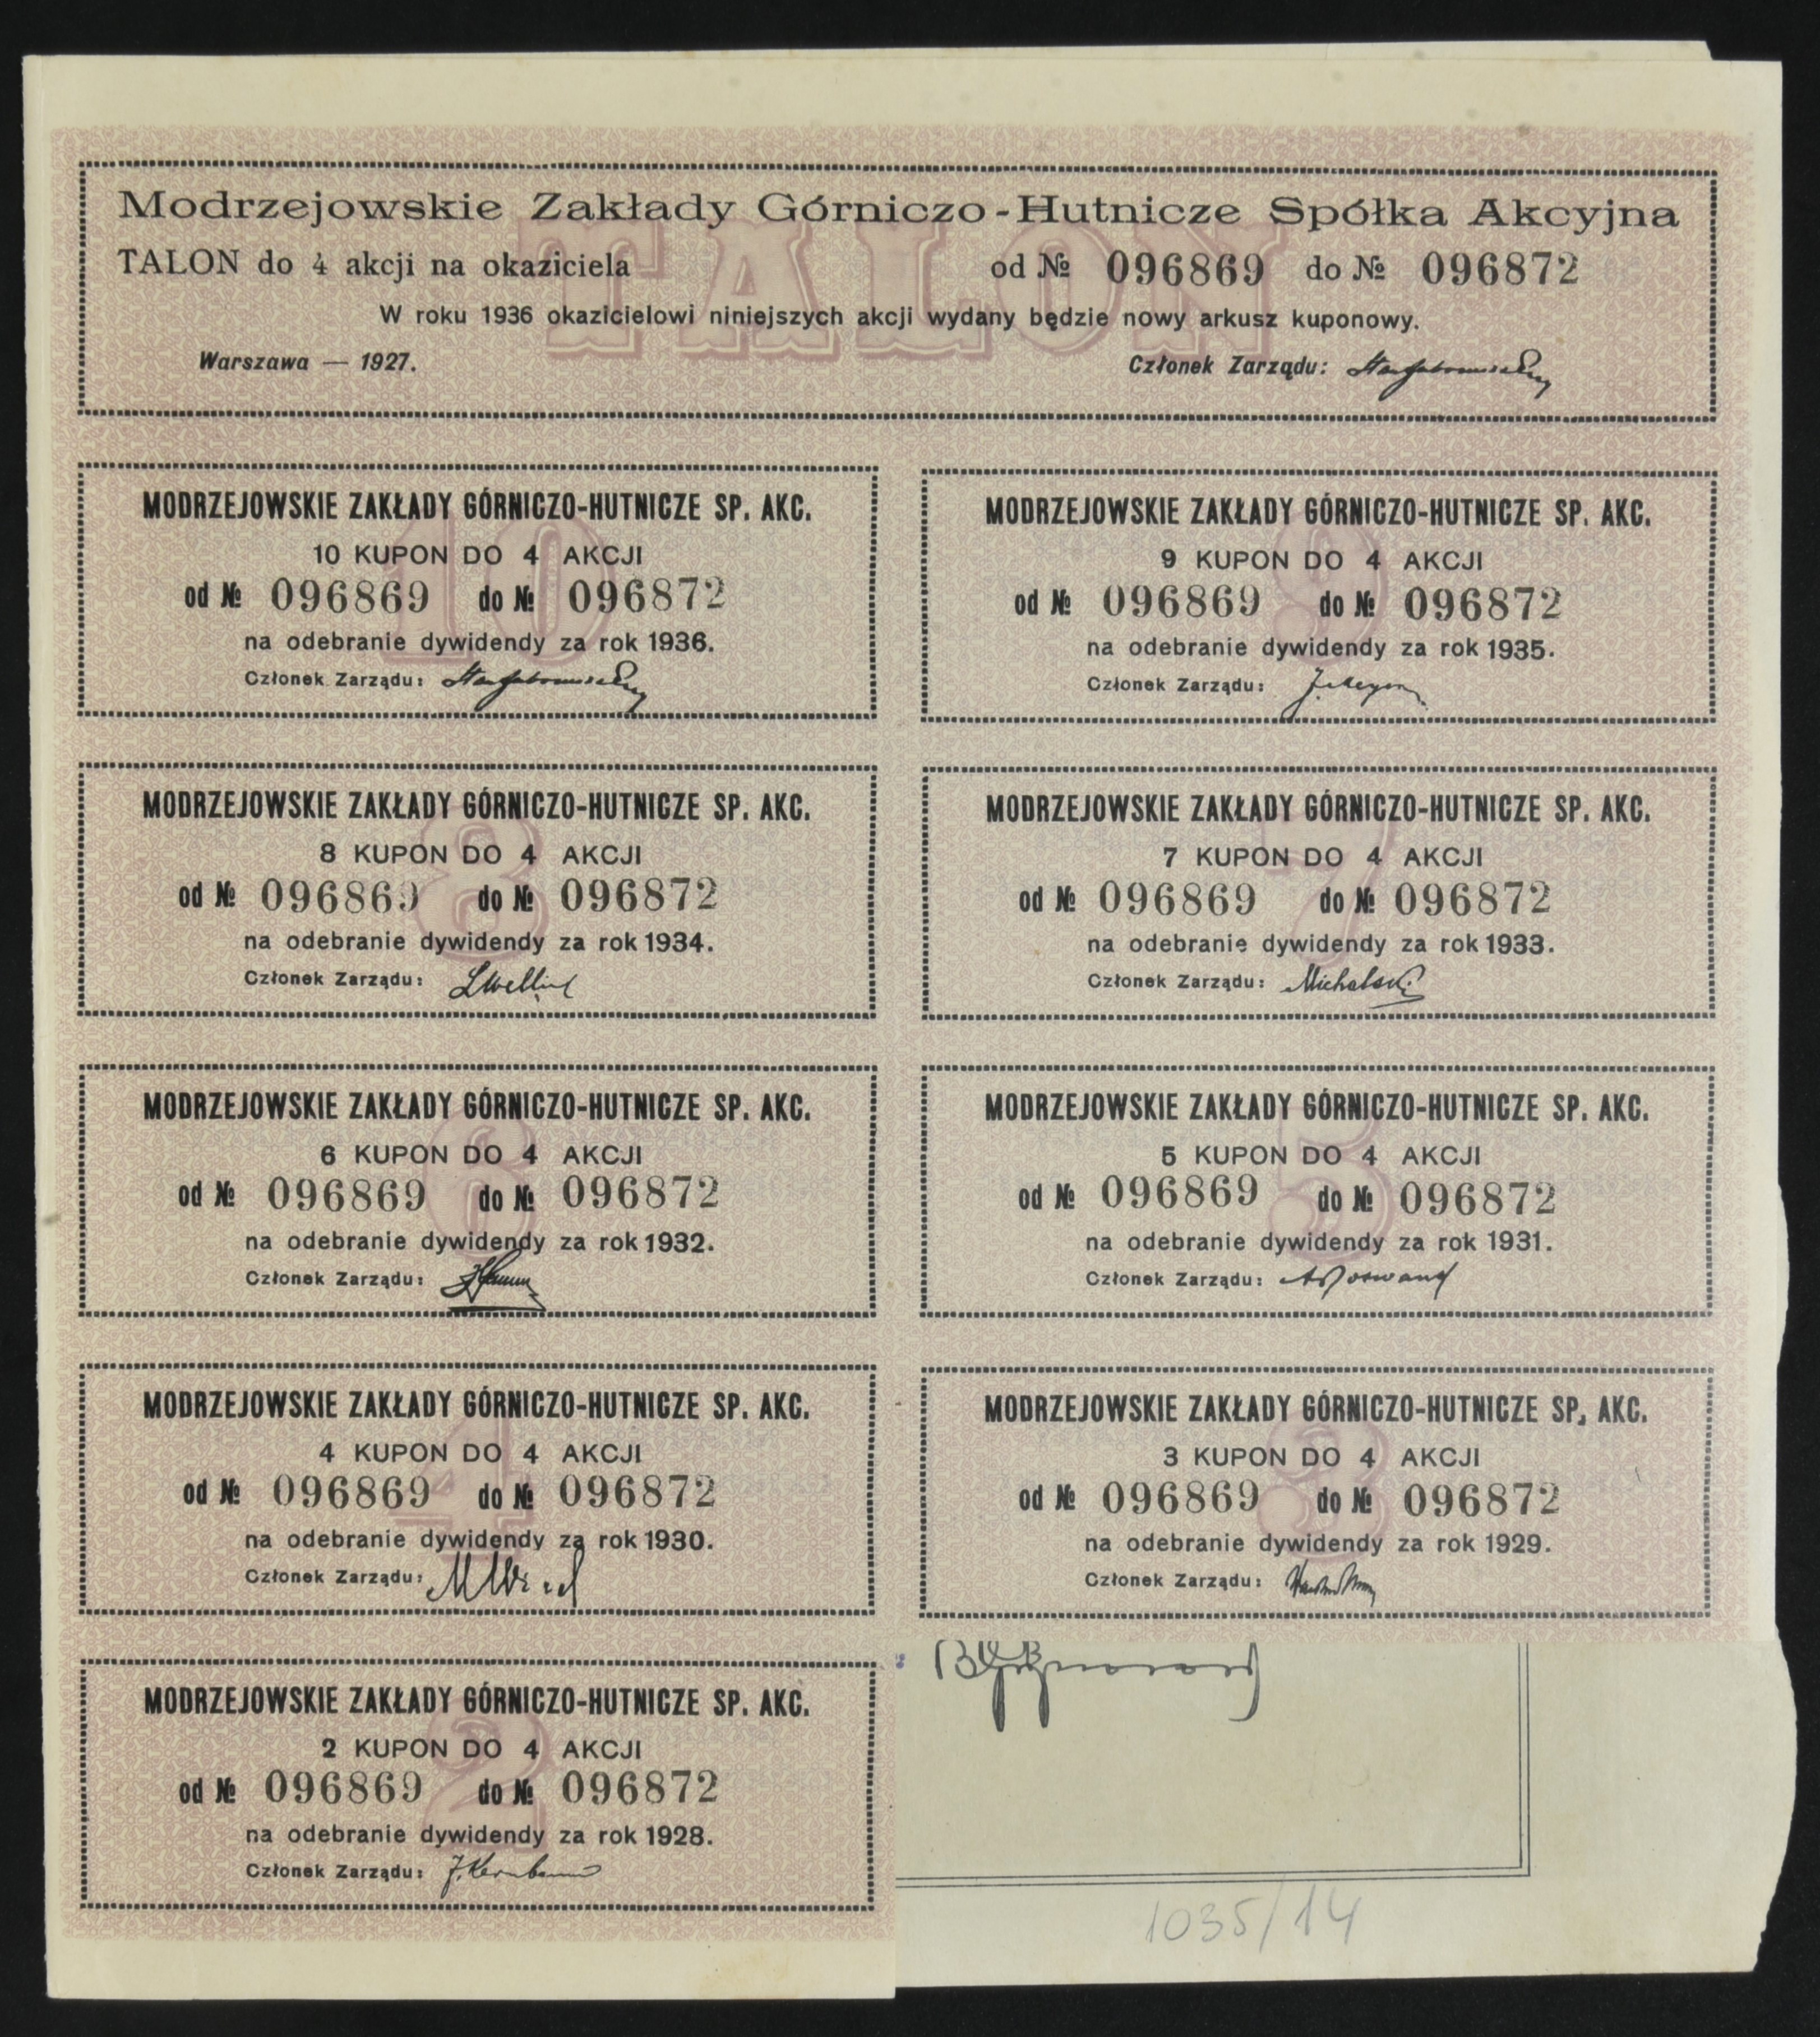 Modrzejowskie Zakłady Górniczo-Hutnicze Spółka Akcyjna
TALON do 4 akcji na okaziciela od № 096869 do № 096872
W roku 1936 okazicielowi niniejszych akcji wydany będzie nowy arkusz kuponowy.
Warszawa — 1927. Członek Zarządu:
TALON
MODRZEJOWSKIE ZAKŁADY GÓRNICZO-HUTNICZE SP. AKC.
10 KUPON DO 4 AKCJI
od № 096869 do № 096872
na odebranie dywidendy za rok 1936.
Członek Zarządu:
10
MODRZEJOWSKIE ZAKŁADY GÓRNICZO-HUTNICZE SP. AKC.
9 KUPON DO 4 AKCJI
od № 096869 do № 096872
na odebranie dywidendy za rok 1935.
Członek Zarządu:
9
MODRZEJOWSKIE ZAKŁADY GÓRNICZO-HUTNICZE SP. AKC.
8 KUPON DO 4 AKCJI
od № 096869 do № 096872
na odebranie dywidendy za rok 1934.
Członek Zarządu:
8
MODRZEJOWSKIE ZAKŁADY GÓRNICZO-HUTNICZE SP. AKC.
7 KUPON DO 4 AKCJI
od № 096869 do № 096872
na odebranie dywidendy za rok 1933.
Członek Zarządu: Michalski
7
MODRZEJOWSKIE ZAKŁADY GÓRNICZO-HUTNICZE SP. AKC.
6 KUPON DO 4 AKCJI
od № 096869 do № 096872
na odebranie dywidendy za rok 1932.
Członek Zarządu:
6
MODRZEJOWSKIE ZAKŁADY GÓRNICZO-HUTNICZE SP. AKC.
5 KUPON DO 4 AKCJI
od № 096869 do № 096872
na odebranie dywidendy za rok 1931.
Członek Zarządu:
5
MODRZEJOWSKIE ZAKŁADY GÓRNICZO-HUTNICZE SP. AKC.
4 KUPON DO 4 AKCJI
od № 096869 do № 096872
na odebranie dywidendy za rok 1930.
Członek Zarządu:
4
MODRZEJOWSKIE ZAKŁADY GÓRNICZO-HUTNICZE SP. AKC.
3 KUPON DO 4 AKCJI
od № 096869 do № 096872
na odebranie dywidendy za rok 1929.
Członek Zarządu:
3
MODRZEJOWSKIE ZAKŁADY GÓRNICZO-HUTNICZE SP. AKC.
2 KUPON DO 4 AKCJI
od № 096869 do № 096872
na odebranie dywidendy za rok 1928.
Członek Zarządu: J. Kernbaum
2
1035/14